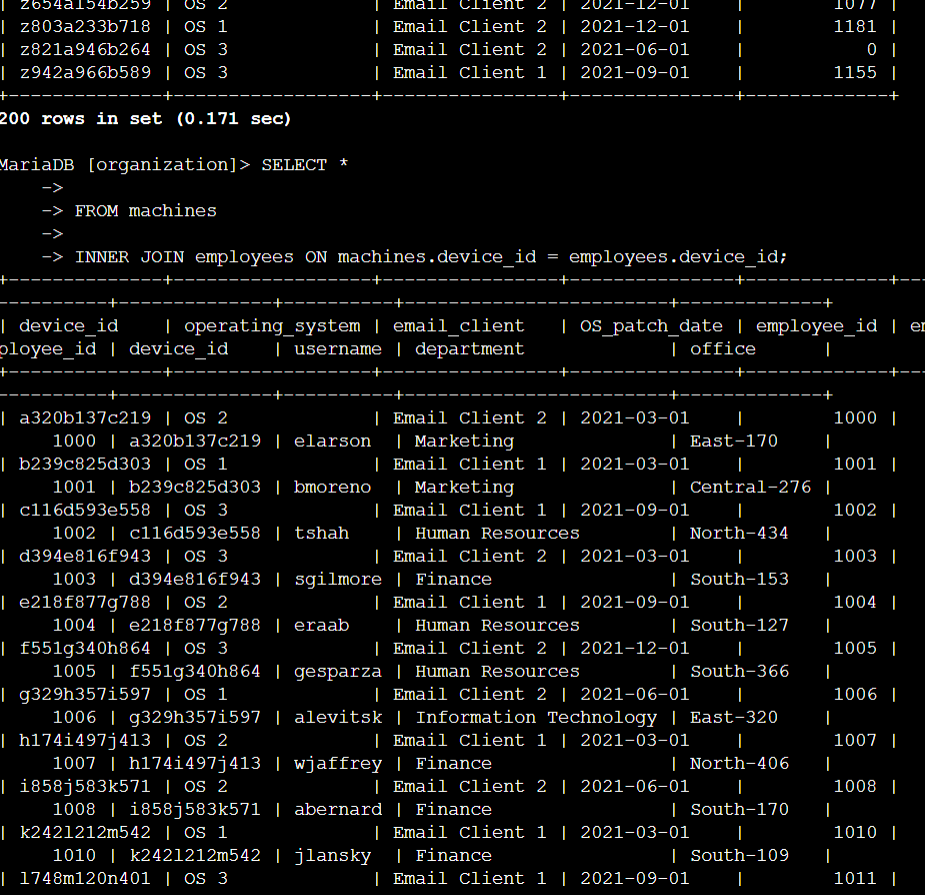 | z654a154b259 | OS 2 | Email Client 2 | 2021-12-01 | 1077 |
| z803a233b718 | OS 1 | Email Client 2 | 2021-12-01 | 1181 |
| z821a946b264 | OS 3 | Email Client 2 | 2021-06-01 | 0 |
| z942a966b589 | OS 3 | Email Client 1 | 2021-09-01 | 1155 |
+--------------+------------------+----------------+---------------+-------------+
200 rows in set (0.171 sec)
MariaDB [organization]> SELECT *
->
-> FROM machines
->
-> INNER JOIN employees ON machines.device_id = employees.device_id;
+--------------+------------------+----------------+---------------+-------------+---
----------+--------------+----------+------------------------+-------------+
| device_id | operating_system | email_client | OS_patch_date | employee_id | em
ployee_id | device_id | username | department | office |
+--------------+------------------+----------------+---------------+-------------+---
----------+--------------+----------+------------------------+-------------+
| a320b137c219 | OS 2 | Email Client 2 | 2021-03-01 | 1000 |
1000 | a320b137c219 | elarson | Marketing | East-170 |
| b239c825d303 | OS 1 | Email Client 1 | 2021-03-01 | 1001 |
1001 | b239c825d303 | bmoreno | Marketing | Central-276 |
| c116d593e558 | OS 3 | Email Client 1 | 2021-09-01 | 1002 |
1002 | c116d593e558 | tshah | Human Resources | North-434 |
| d394e816f943 | OS 3 | Email Client 2 | 2021-03-01 | 1003 |
1003 | d394e816f943 | sgilmore | Finance | South-153 |
| e218f877g788 | OS 2 | Email Client 1 | 2021-09-01 | 1004 |
1004 | e218f877g788 | eraab | Human Resources | South-127 |
| f551g340h864 | OS 3 | Email Client 2 | 2021-12-01 | 1005 |
1005 | f551g340h864 | gesparza | Human Resources | South-366 |
| g329h357i597 | OS 1 | Email Client 2 | 2021-06-01 | 1006 |
1006 | g329h357i597 | alevitsk | Information Technology | East-320 |
| h174i497j413 | OS 2 | Email Client 1 | 2021-03-01 | 1007 |
1007 | h174i497j413 | wjaffrey | Finance | North-406 |
| i858j583k571 | OS 2 | Email Client 2 | 2021-06-01 | 1008 |
1008 | i858j583k571 | abernard | Finance | South-170 |
| k242l212m542 | OS 1 | Email Client 1 | 2021-03-01 | 1010 |
1010 | k242l212m542 | jlansky | Finance | South-109 |
| l748m120n401 | OS 3 | Email Client 1 | 2021-09-01 | 1011 |